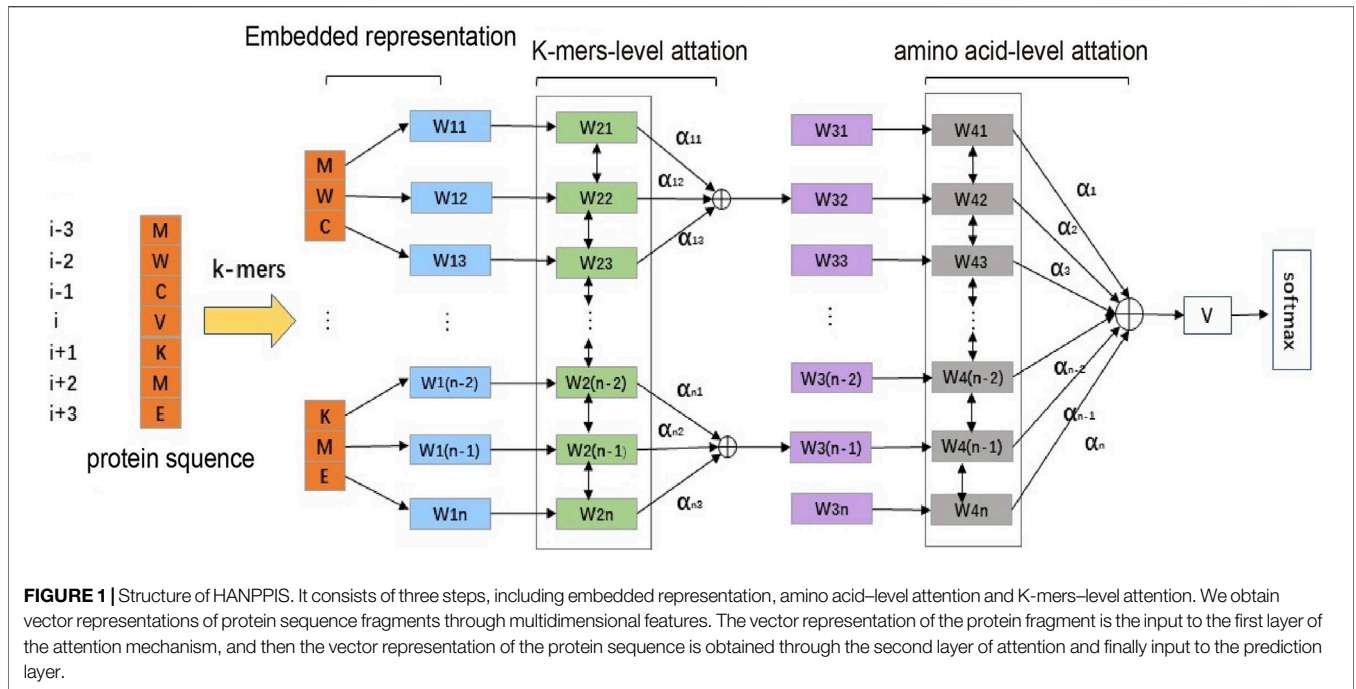 Embedded representation
K-mers-level attation
amino acid-level attation
i-3 M
i-2 W
i-1 C
i V
i+1 K
i+2 M
i+3 E
protein squence
k-mers
M
W
C
⋮
K
M
E
W11
W12
W13
⋮
W1(n-2)
W1(n-1)
W1n
W21
W22
W23
⋮
W2(n-2)
W2(n-1)
W2n
α11
α12
α13
αn1
αn2
αn3
W31
W32
W33
⋮
W3(n-2)
W3(n-1)
W3n
W41
W42
W43
⋮
W4(n-2)
W4(n-1)
W4n
α1
α2
α3
αn-2
αn-1
αn
V
softmax
FIGURE 1 | Structure of HANPPIS. It consists of three steps, including embedded representation, amino acid–level attention and K-mers–level attention. We obtain
vector representations of protein sequence fragments through multidimensional features. The vector representation of the protein fragment is the input to the first layer of
the attention mechanism, and then the vector representation of the protein sequence is obtained through the second layer of attention and finally input to the prediction
layer.